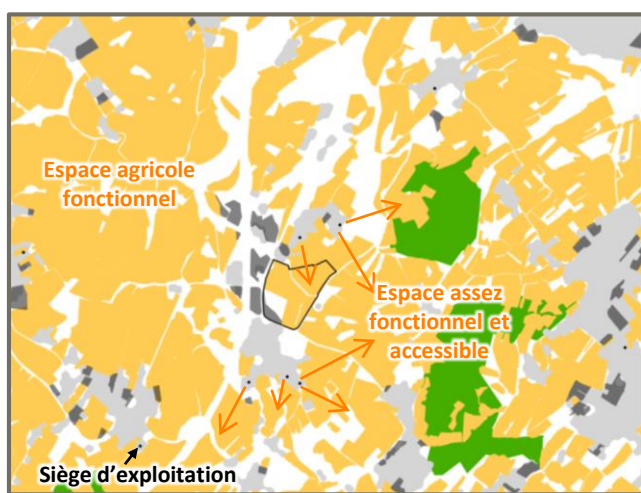 Espace agricole
fonctionnel
Espace assez
fonctionnel et
accessible
Siège d’exploitation